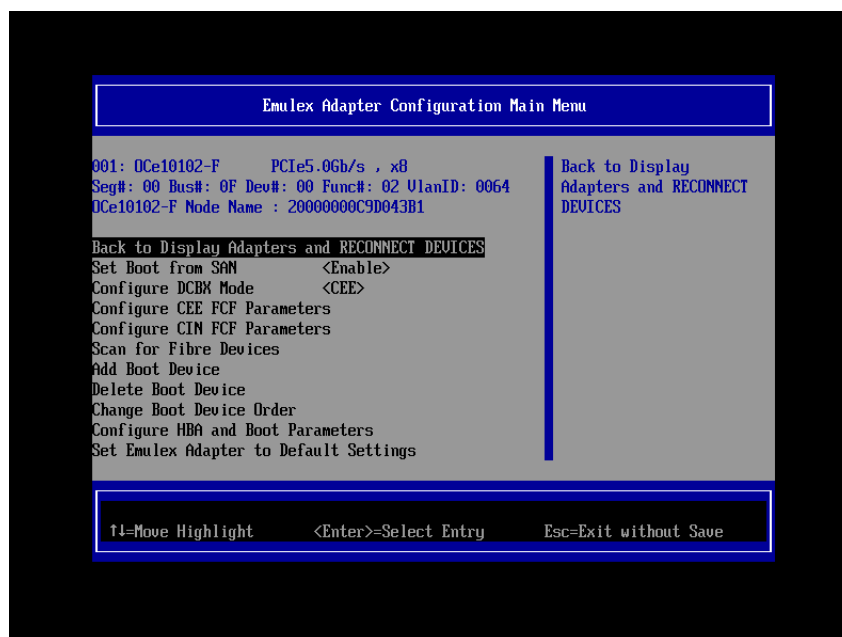 Emulex Adapter Configuration Main Menu
001: OCe10102-F PCIe5.0Gb/s , x8
Seg#: 00 Bus#: 0F Dev#: 00 Func#: 02 VlanID: 0064
OCe10102-F Node Name : 20000000C9D043B1
Back to Display Adapters and RECONNECT DEVICES
Set Boot from SAN <Enable>
Configure DCBX Mode <CEE>
Configure CEE FCF Parameters
Configure CIN FCF Parameters
Scan for Fibre Devices
Add Boot Device
Delete Boot Device
Change Boot Device Order
Configure HBA and Boot Parameters
Set Emulex Adapter to Default Settings
Back to Display
Adapters and RECONNECT
DEVICES
↑↓=Move Highlight <Enter>=Select Entry Esc=Exit without Save